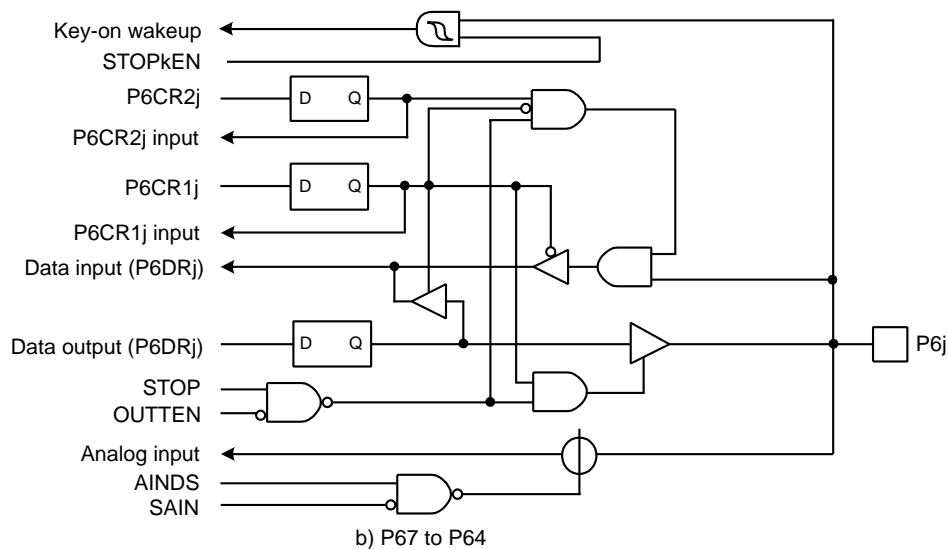 Key-on wakeup
STOPkEN
P6CR2j
D Q
P6CR2j input
P6CR1j
D Q
P6CR1j input
Data input (P6DRj)
Data output (P6DRj)
D Q
P6j
STOP
OUTTEN
Analog input
AINDS
SAIN
b) P67 to P64